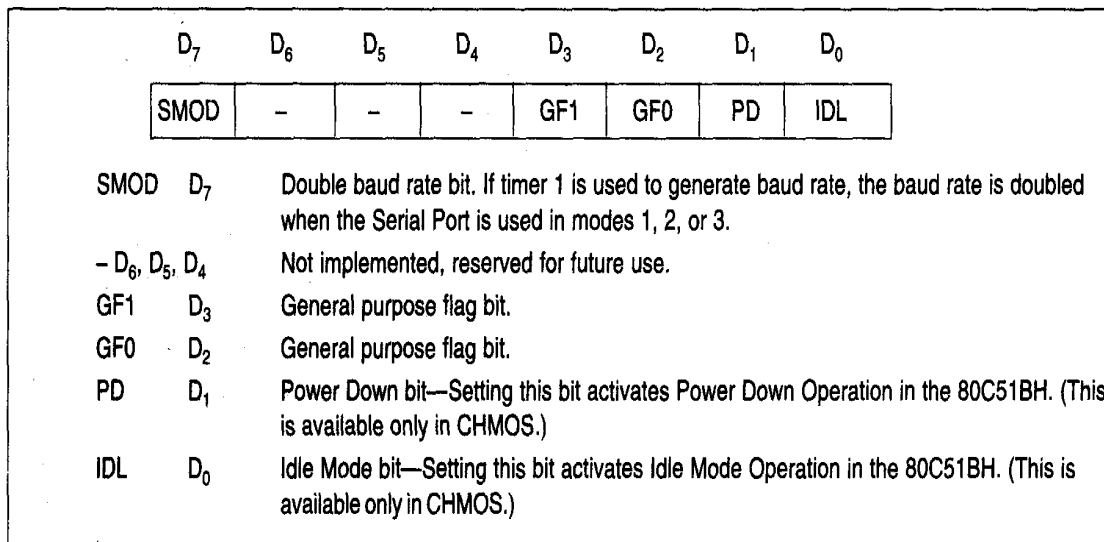 D₇ D₆ D₅ D₄ D₃ D₂ D₁ D₀
SMOD – – – GF1 GF0 PD IDL
SMOD D₇ Double baud rate bit. If timer 1 is used to generate baud rate, the baud rate is doubled
when the Serial Port is used in modes 1, 2, or 3.
– D₆, D₅, D₄ Not implemented, reserved for future use.
GF1 D₃ General purpose flag bit.
GF0 D₂ General purpose flag bit.
PD D₁ Power Down bit—Setting this bit activates Power Down Operation in the 80C51BH. (This
is available only in CHMOS.)
IDL D₀ Idle Mode bit—Setting this bit activates Idle Mode Operation in the 80C51BH. (This is
available only in CHMOS.)